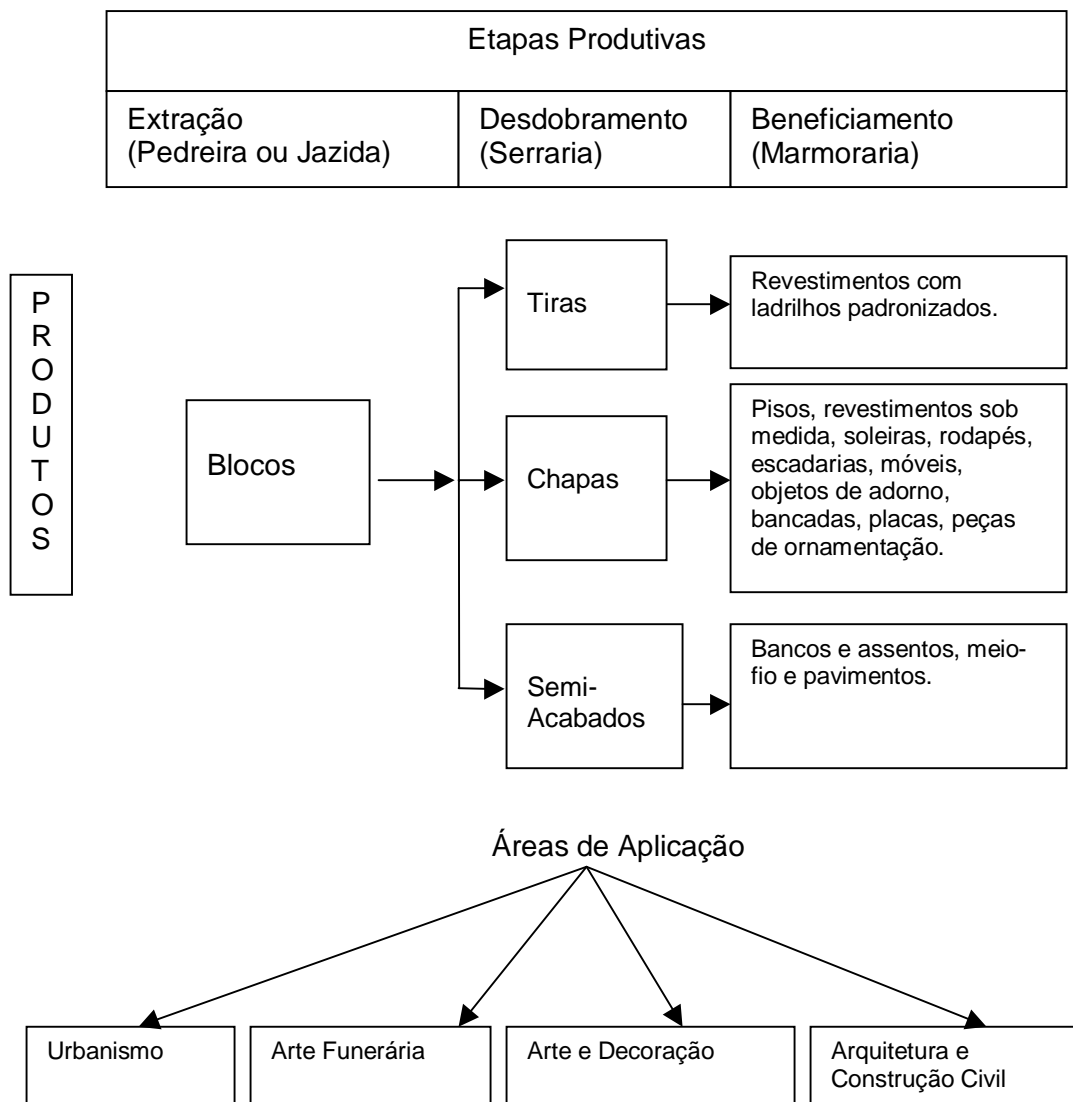 Etapas Produtivas
Extração
(Pedreira ou Jazida)
Desdobramento
(Serraria)
Beneficiamento
(Marmoraria)
P
R
O
D
U
T
O
S
Blocos
Tiras
Revestimentos com
ladrilhos padronizados.
Chapas
Pisos, revestimentos sob
medida, soleiras, rodapés,
escadarias, móveis,
objetos de adorno,
bancadas, placas, peças
de ornamentação.
Semi-
Acabados
Bancos e assentos, meio-
fio e pavimentos.
Áreas de Aplicação
Urbanismo
Arte Funerária
Arte e Decoração
Arquitetura e
Construção Civil